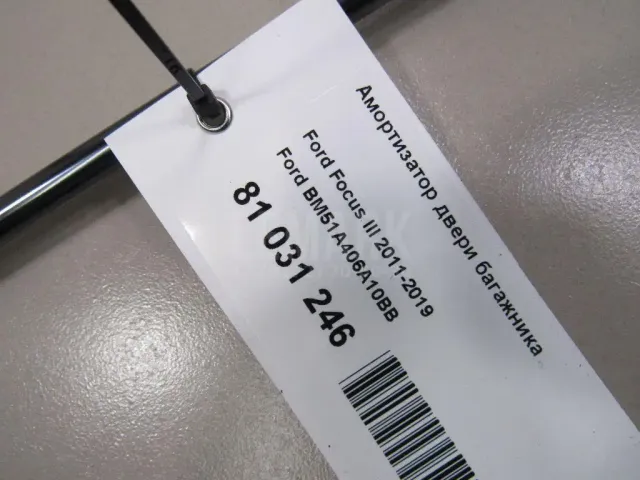 Амортизатор двери багажника
Ford Focus III 2011-2019
Ford BM51A406A10BB
81 031 246